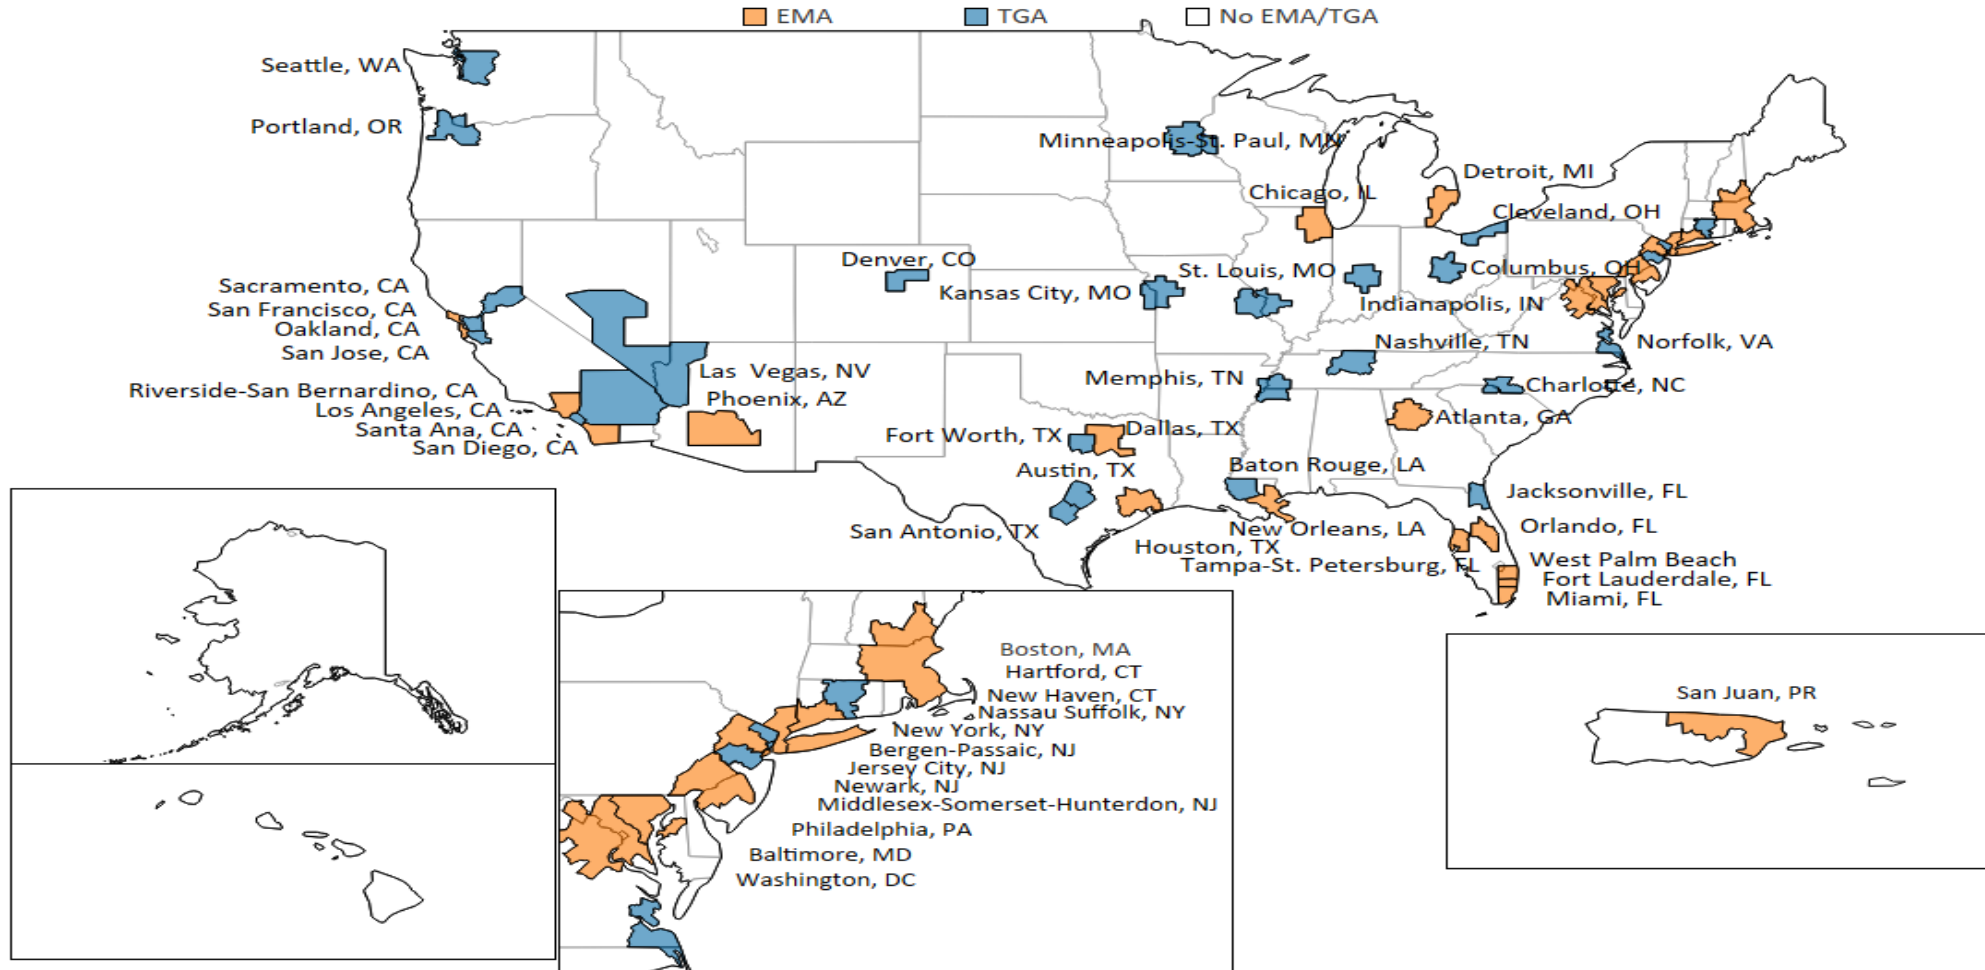 EMA
TGA
No EMA/TGA
Seattle, WA
Portland, OR
Minneapolis-St. Paul, MN
Detroit, MI
Chicago, IL
Cleveland, OH
Denver, CO
St. Louis, MO
Columbus, OH
Kansas City, MO
Indianapolis, IN
Sacramento, CA
San Francisco, CA
Oakland, CA
San Jose, CA
Nashville, TN
Norfolk, VA
Las Vegas, NV
Memphis, TN
Charlotte, NC
Riverside-San Bernardino, CA
Phoenix, AZ
Los Angeles, CA
Atlanta, GA
Santa Ana, CA
Fort Worth, TX
Dallas, TX
San Diego, CA
Austin, TX
Baton Rouge, LA
Jacksonville, FL
San Antonio, TX
New Orleans, LA
Orlando, FL
Houston, TX
Tampa-St. Petersburg, FL
West Palm Beach
Fort Lauderdale, FL
Miami, FL
Boston, MA
Hartford, CT
New Haven, CT
Nassau Suffolk, NY
New York, NY
Bergen-Passaic, NJ
Jersey City, NJ
Newark, NJ
Middlesex-Somerset-Hunterdon, NJ
Philadelphia, PA
Baltimore, MD
Washington, DC
San Juan, PR